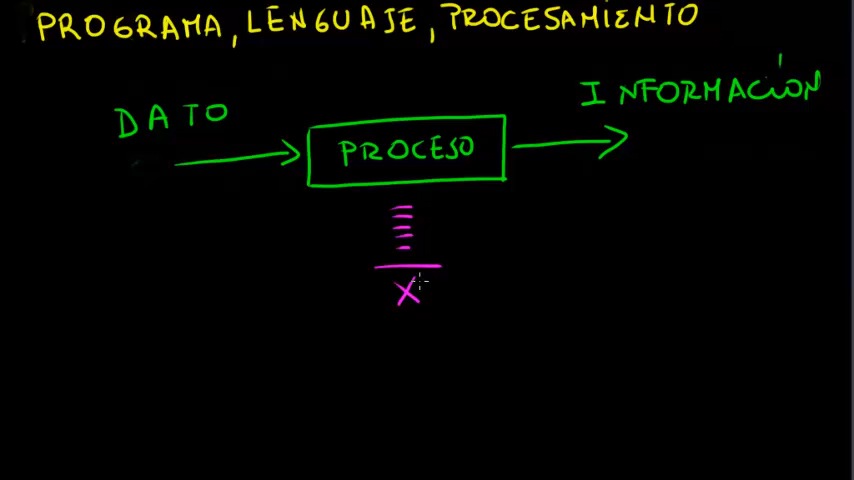 PROGRAMA, LENGUAJE, PROCESAMIENTO
DATO
PROCESO
INFORMACIÓN
X